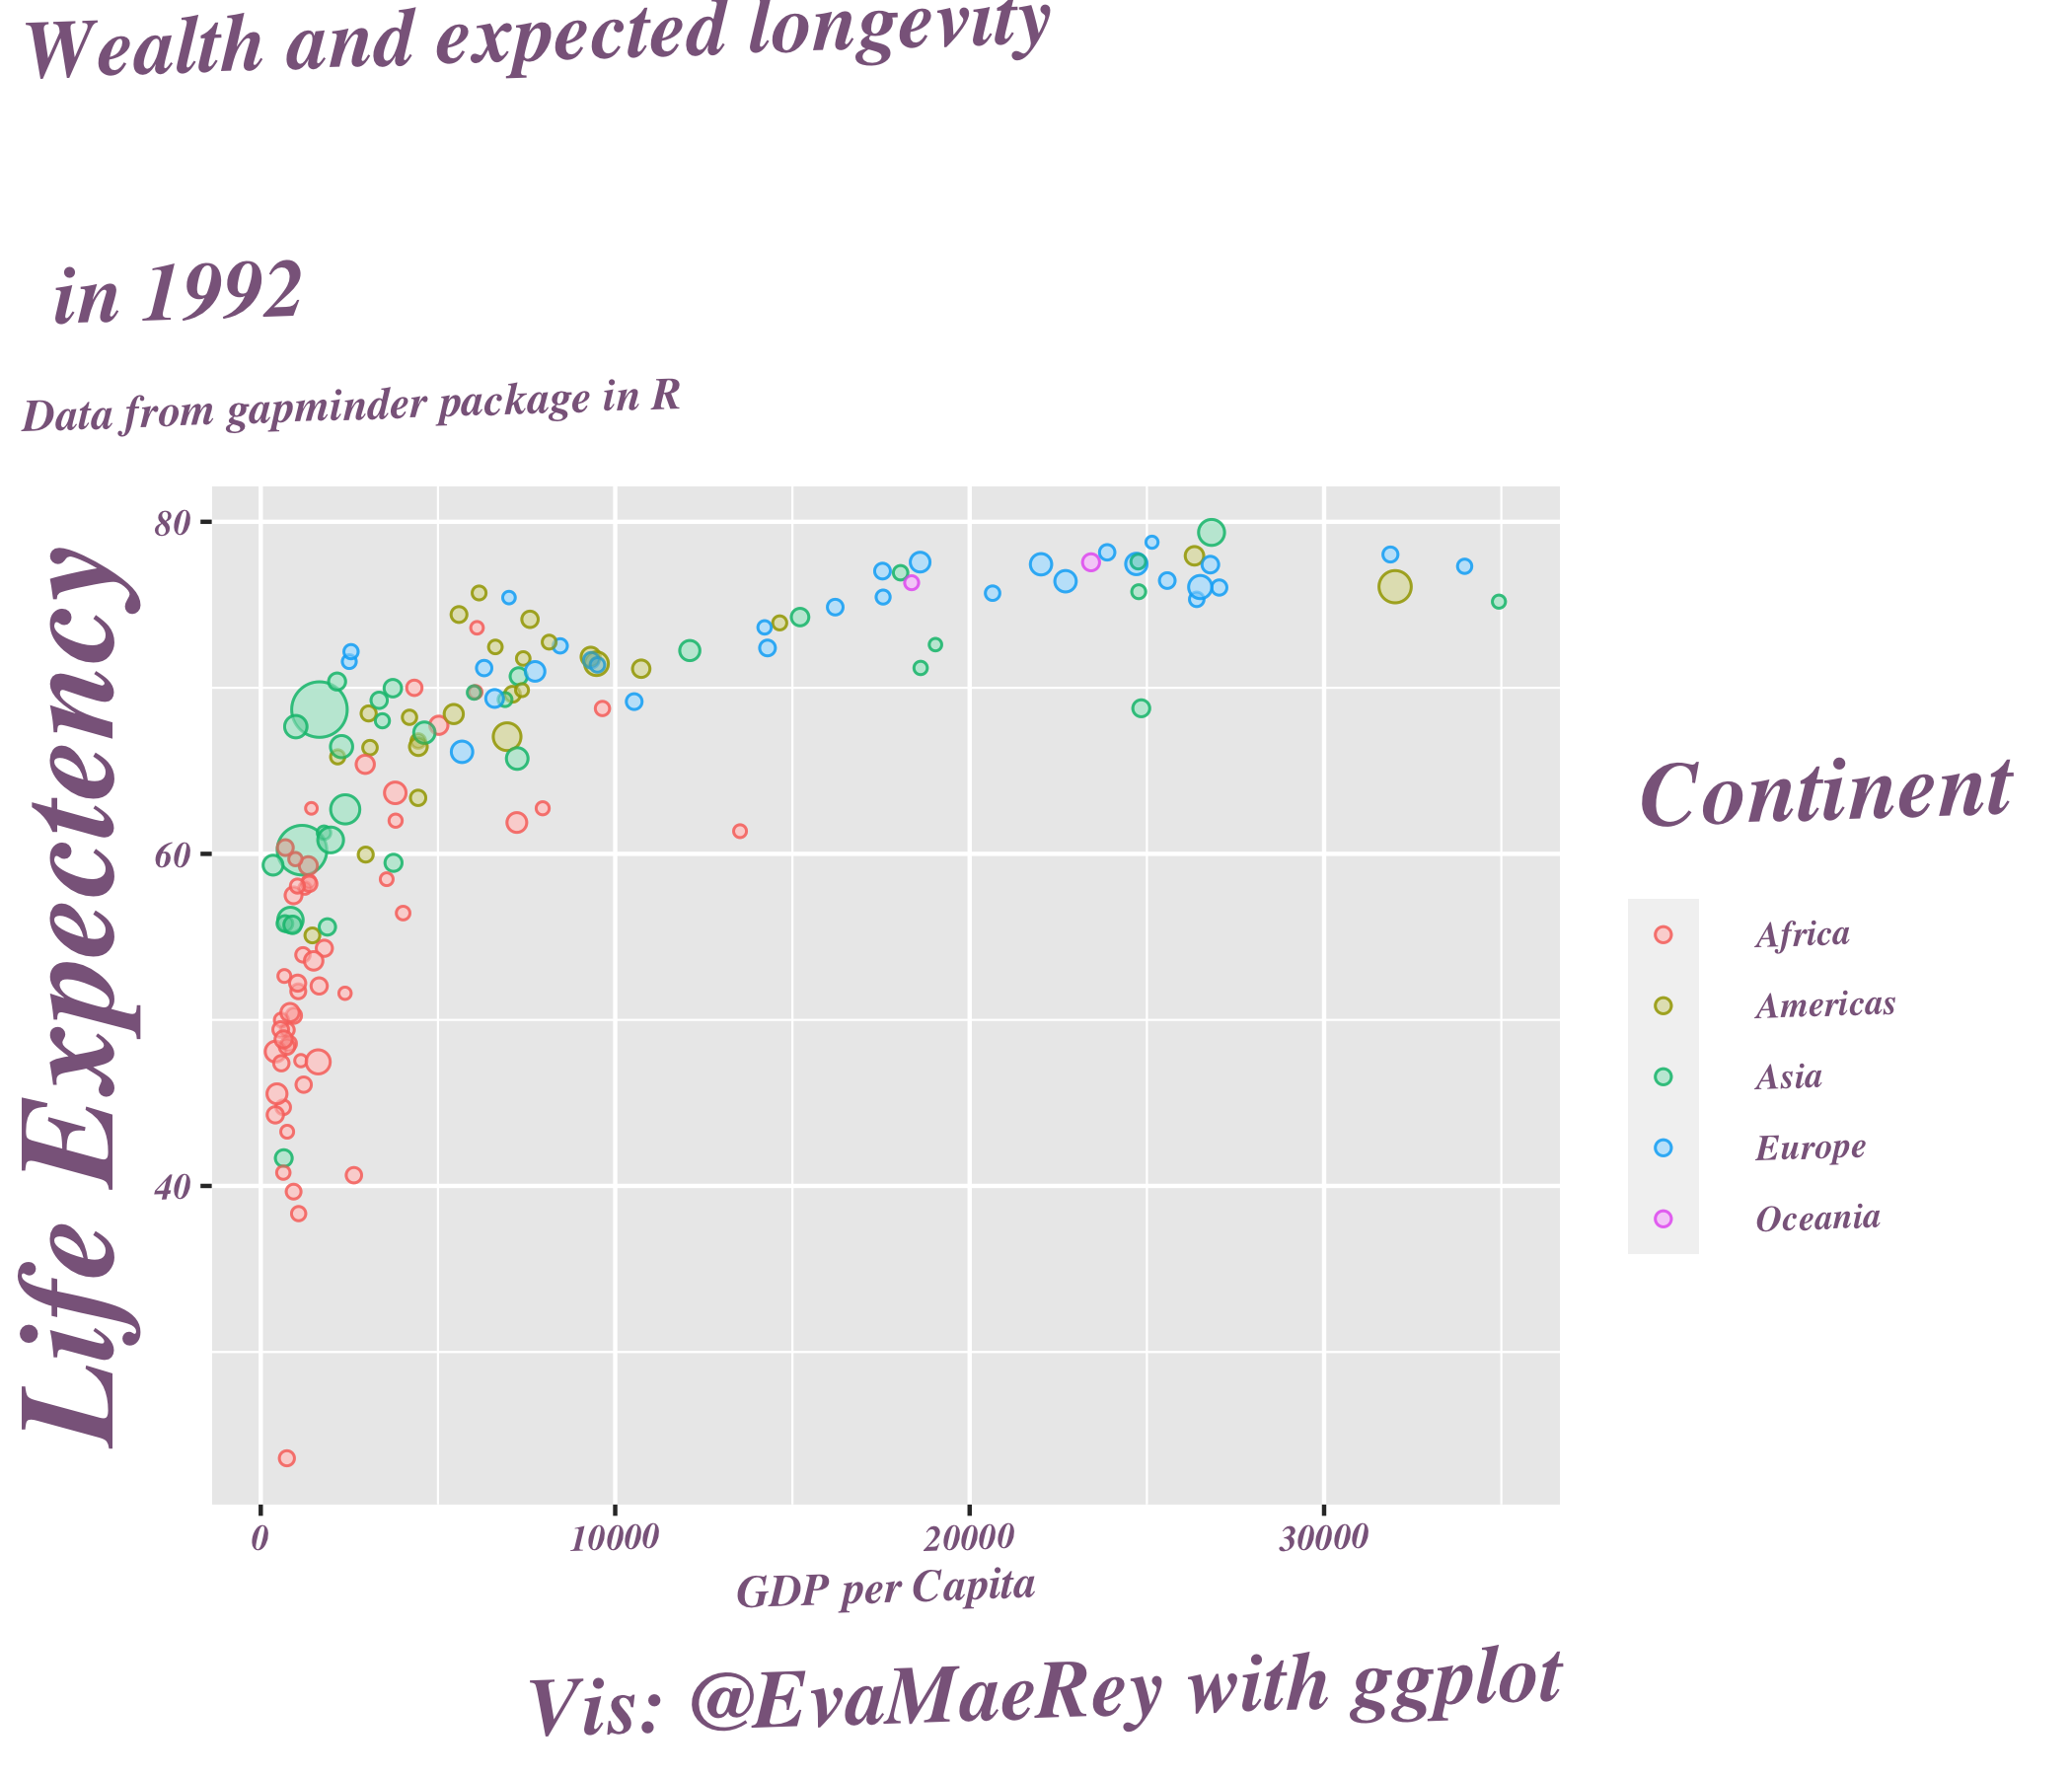 Wealth and expected longevity
in 1992
Data from gapminder package in R
Life Expectency
80
60
40
0
10000
20000
30000
GDP per Capita
Continent
Africa
Americas
Asia
Europe
Oceania
Vis: @EvaMaeRey with ggplot